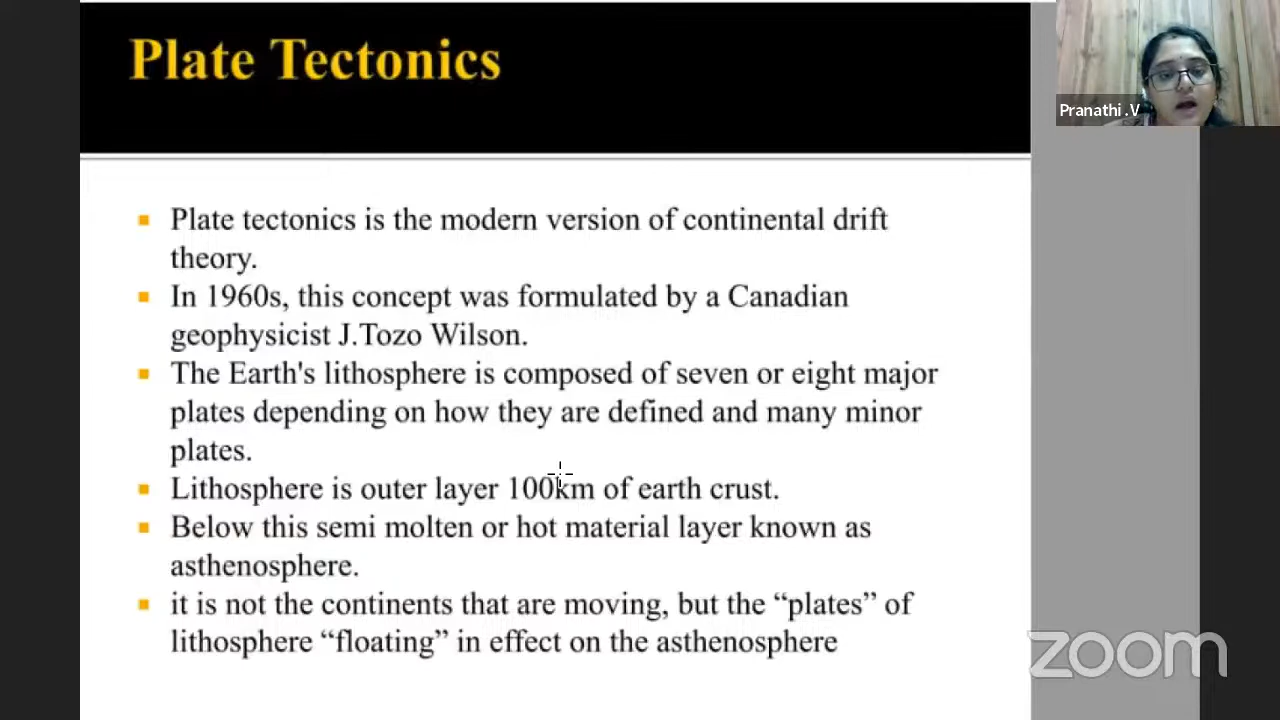 Plate Tectonics
Pranathi .V
Plate tectonics is the modern version of continental drift
theory.
In 1960s, this concept was formulated by a Canadian
geophysicist J.Tozo Wilson.
The Earth's lithosphere is composed of seven or eight major
plates depending on how they are defined and many minor
plates.
Lithosphere is outer layer 100km of earth crust.
Below this semi molten or hot material layer known as
asthenosphere.
it is not the continents that are moving, but the “plates” of
lithosphere “floating” in effect on the asthenosphere
zoom